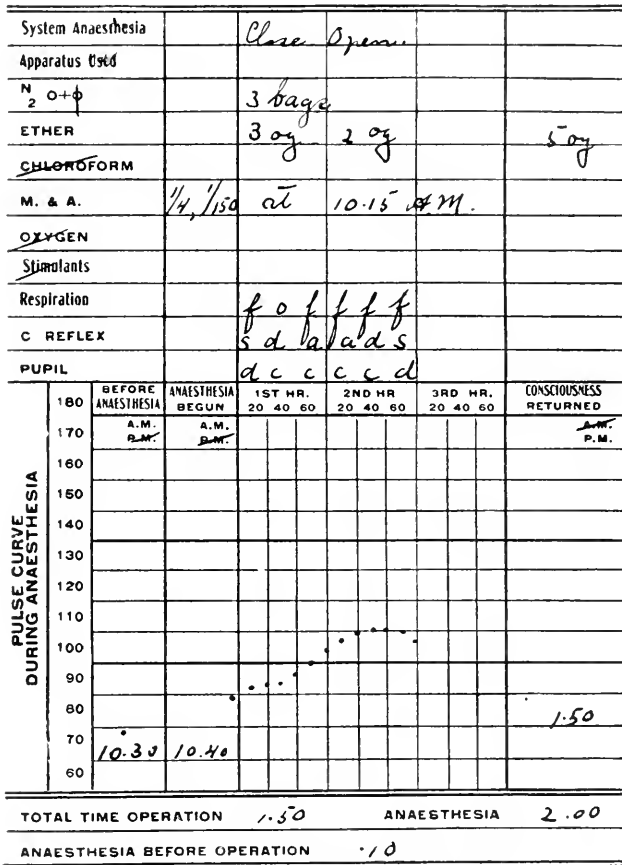 System Anaesthesia Close Open.
Apparatus Used
N2 O+ϕ 3 bags
ETHER 3 oz 2 oz 5 oz
CHLOROFORM
M. & A. 1/4, 1/150 at 10.15 A.M.
OXYGEN
Stimulants
Respiration f o f f f f
C REFLEX s d a a d s
PUPIL d c c c c d
BEFORE ANAESTHESIA ANAESTHESIA BEGUN 1ST HR. 2ND HR 3RD HR. CONSCIOUSNESS RETURNED
20 40 60 20 40 60 20 40 60
A.M. A.M. A.M.
P.M. P.M. P.M.
PULSE CURVE
DURING ANAESTHESIA
180
170
160
150
140
130
120
110
100
90
80 1.50
70 10.30 10.40
60
TOTAL TIME OPERATION 1.50 ANAESTHESIA 2.00
ANAESTHESIA BEFORE OPERATION .10